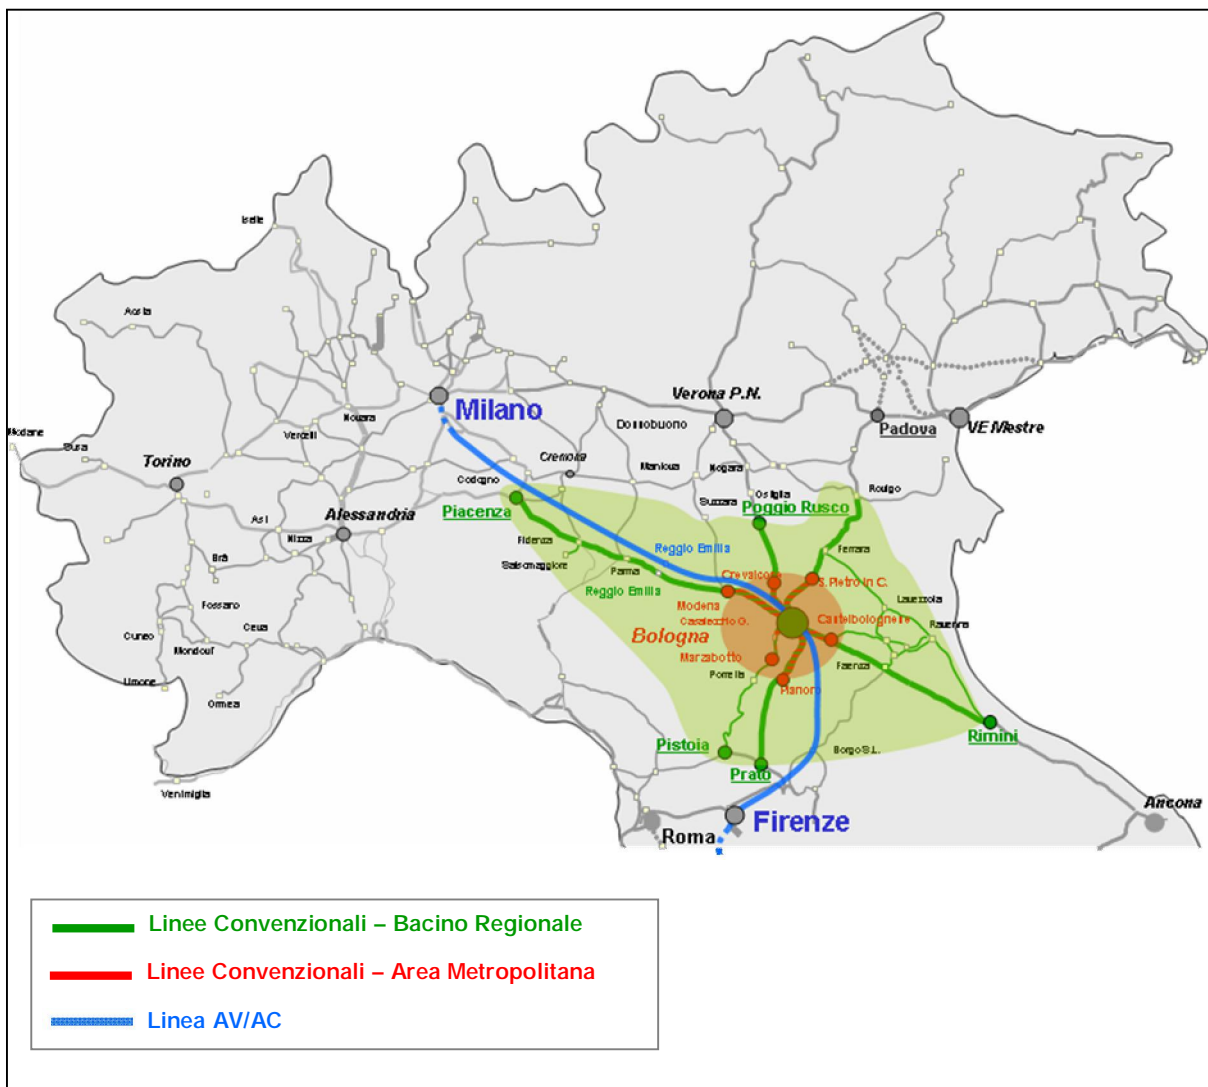 Iselle
Aosta
Milano
Verona P.N.
Padova
VE Mestre
Novara
Dossobuono
Modane
Susa
Vercelli
Torino
Cremona
Mantova
Nogara
Codogno
Rovigo
Ostiglia
Suzzara
Piacenza
Poggio Rusco
Asti
Alessandria
Nizza
Fidenza
Salsomaggiore
Reggio Emilia
Ferrara
Brà
Parma
Crevalcore
S. Pietro in C.
Reggio Emilia
Lavezzola
Fossano
Modena
Casalecchio G.
Castelbolognese
Ravenna
Cuneo
Ceva
Bologna
Mondovì
Marzabotto
Faenza
Limone
Porretta
Pianoro
Ormea
Rimini
Pistoia
Borgo S.L.
Prato
Ventimiglia
Ancona
Roma
Firenze
Linee Convenzionali – Bacino Regionale
Linee Convenzionali – Area Metropolitana
Linea AV/AC